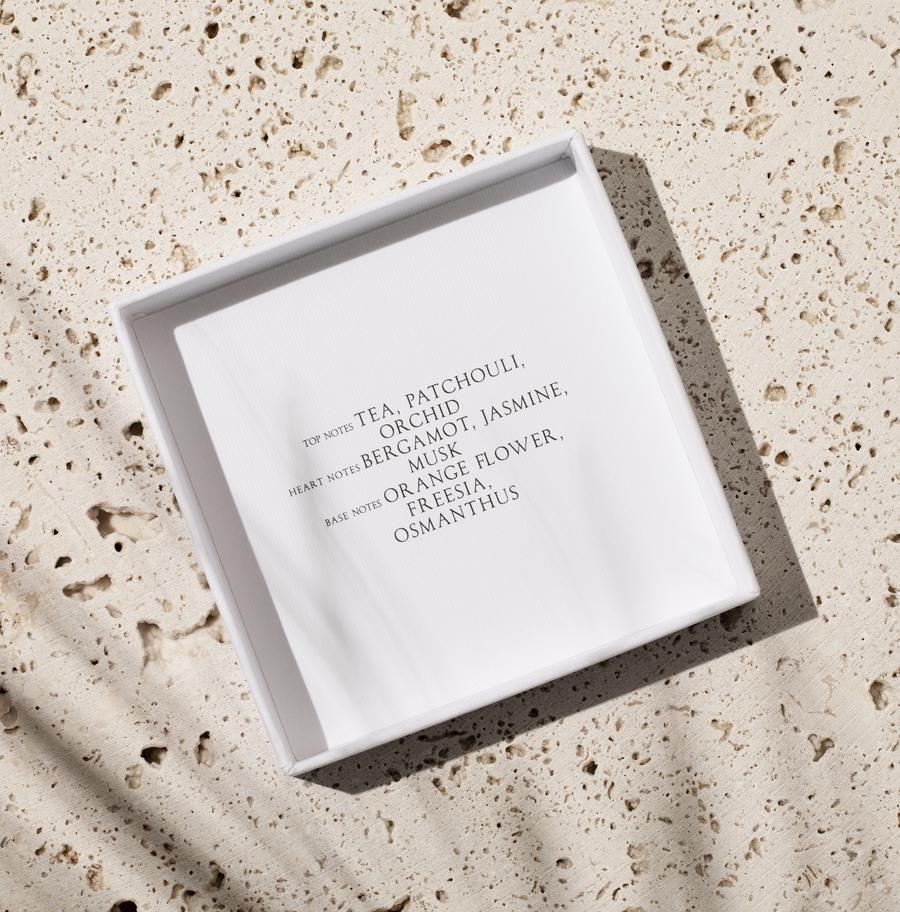 TOP NOTES TEA, PATCHOULI,
ORCHID
HEART NOTES BERGAMOT, JASMINE,
MUSK
BASE NOTES ORANGE FLOWER,
FREESIA,
OSMANTHUS